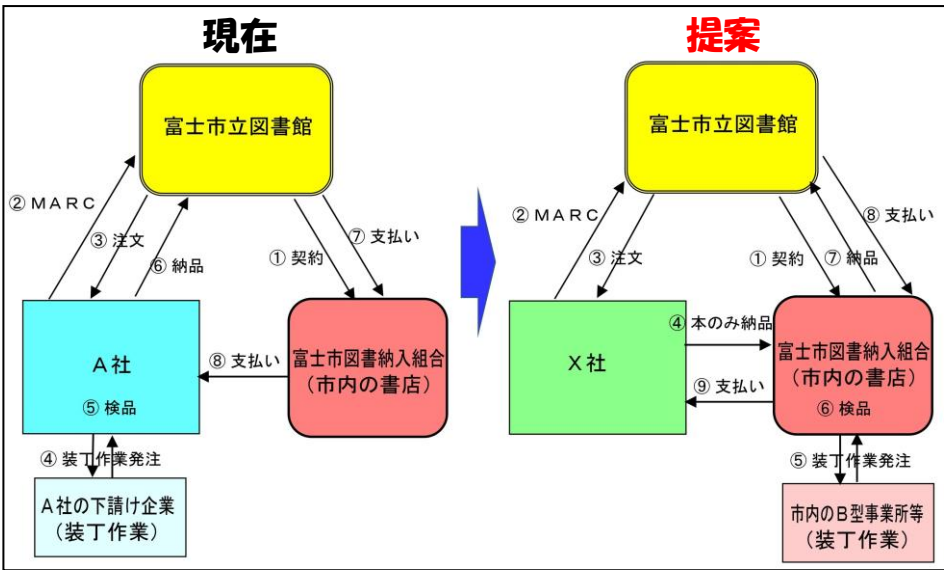 現在
富士市立図書館
②ＭＡＲＣ
③ 注文
⑥ 納品
① 契約
⑦ 支払い
Ａ社
⑤ 検品
⑧ 支払い
富士市図書納入組合
（市内の書店）
④ 装丁作業発注
Ａ社の下請け企業
（装丁作業）
提案
富士市立図書館
②ＭＡＲＣ
③ 注文
① 契約
⑦ 納品
⑧ 支払い
Ｘ社
④ 本のみ納品
⑨ 支払い
富士市図書納入組合
（市内の書店）
⑥ 検品
⑤ 装丁作業発注
市内のＢ型事業所等
（装丁作業）